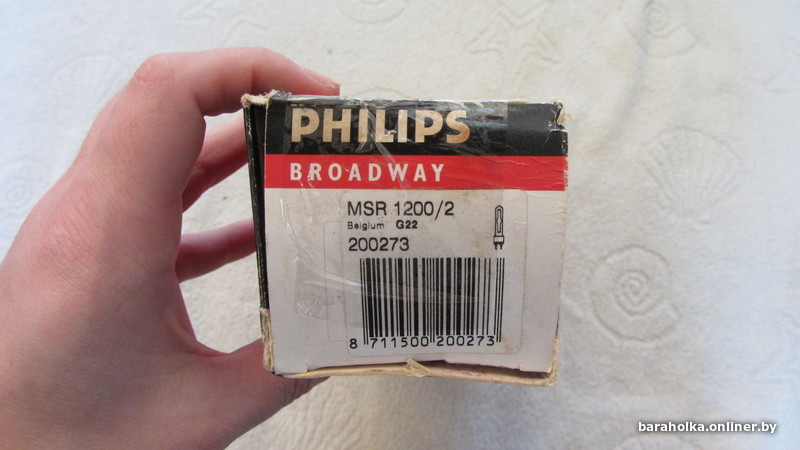 PHILIPS
BROADWAY
MSR 1200/2
Belgium G22
200273
8 711500 200273
baraholka.onliner.by